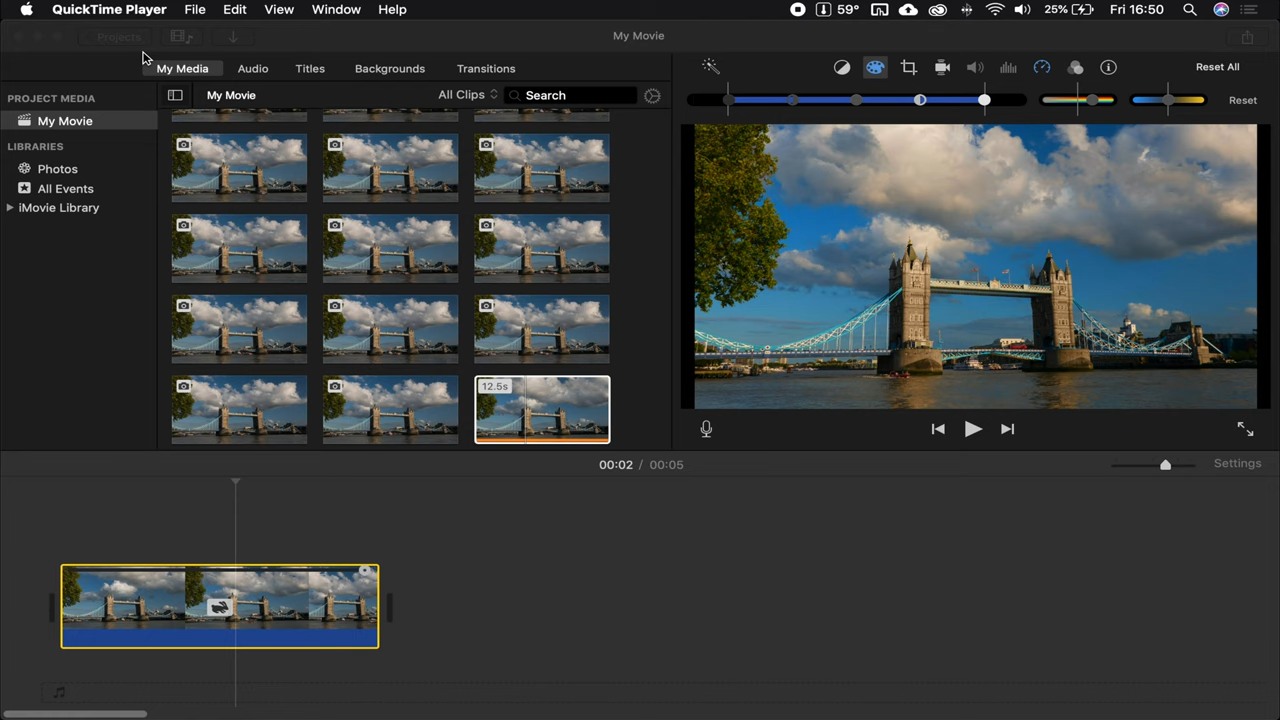 QuickTime Player File Edit View Window Help 59° 25% Fri 16:50
Projects My Movie
My Media Audio Titles Backgrounds Transitions Reset All
PROJECT MEDIA My Movie All Clips Search Reset
My Movie
LIBRARIES
Photos
All Events
iMovie Library
12.5s
00:02 / 00:05 Settings